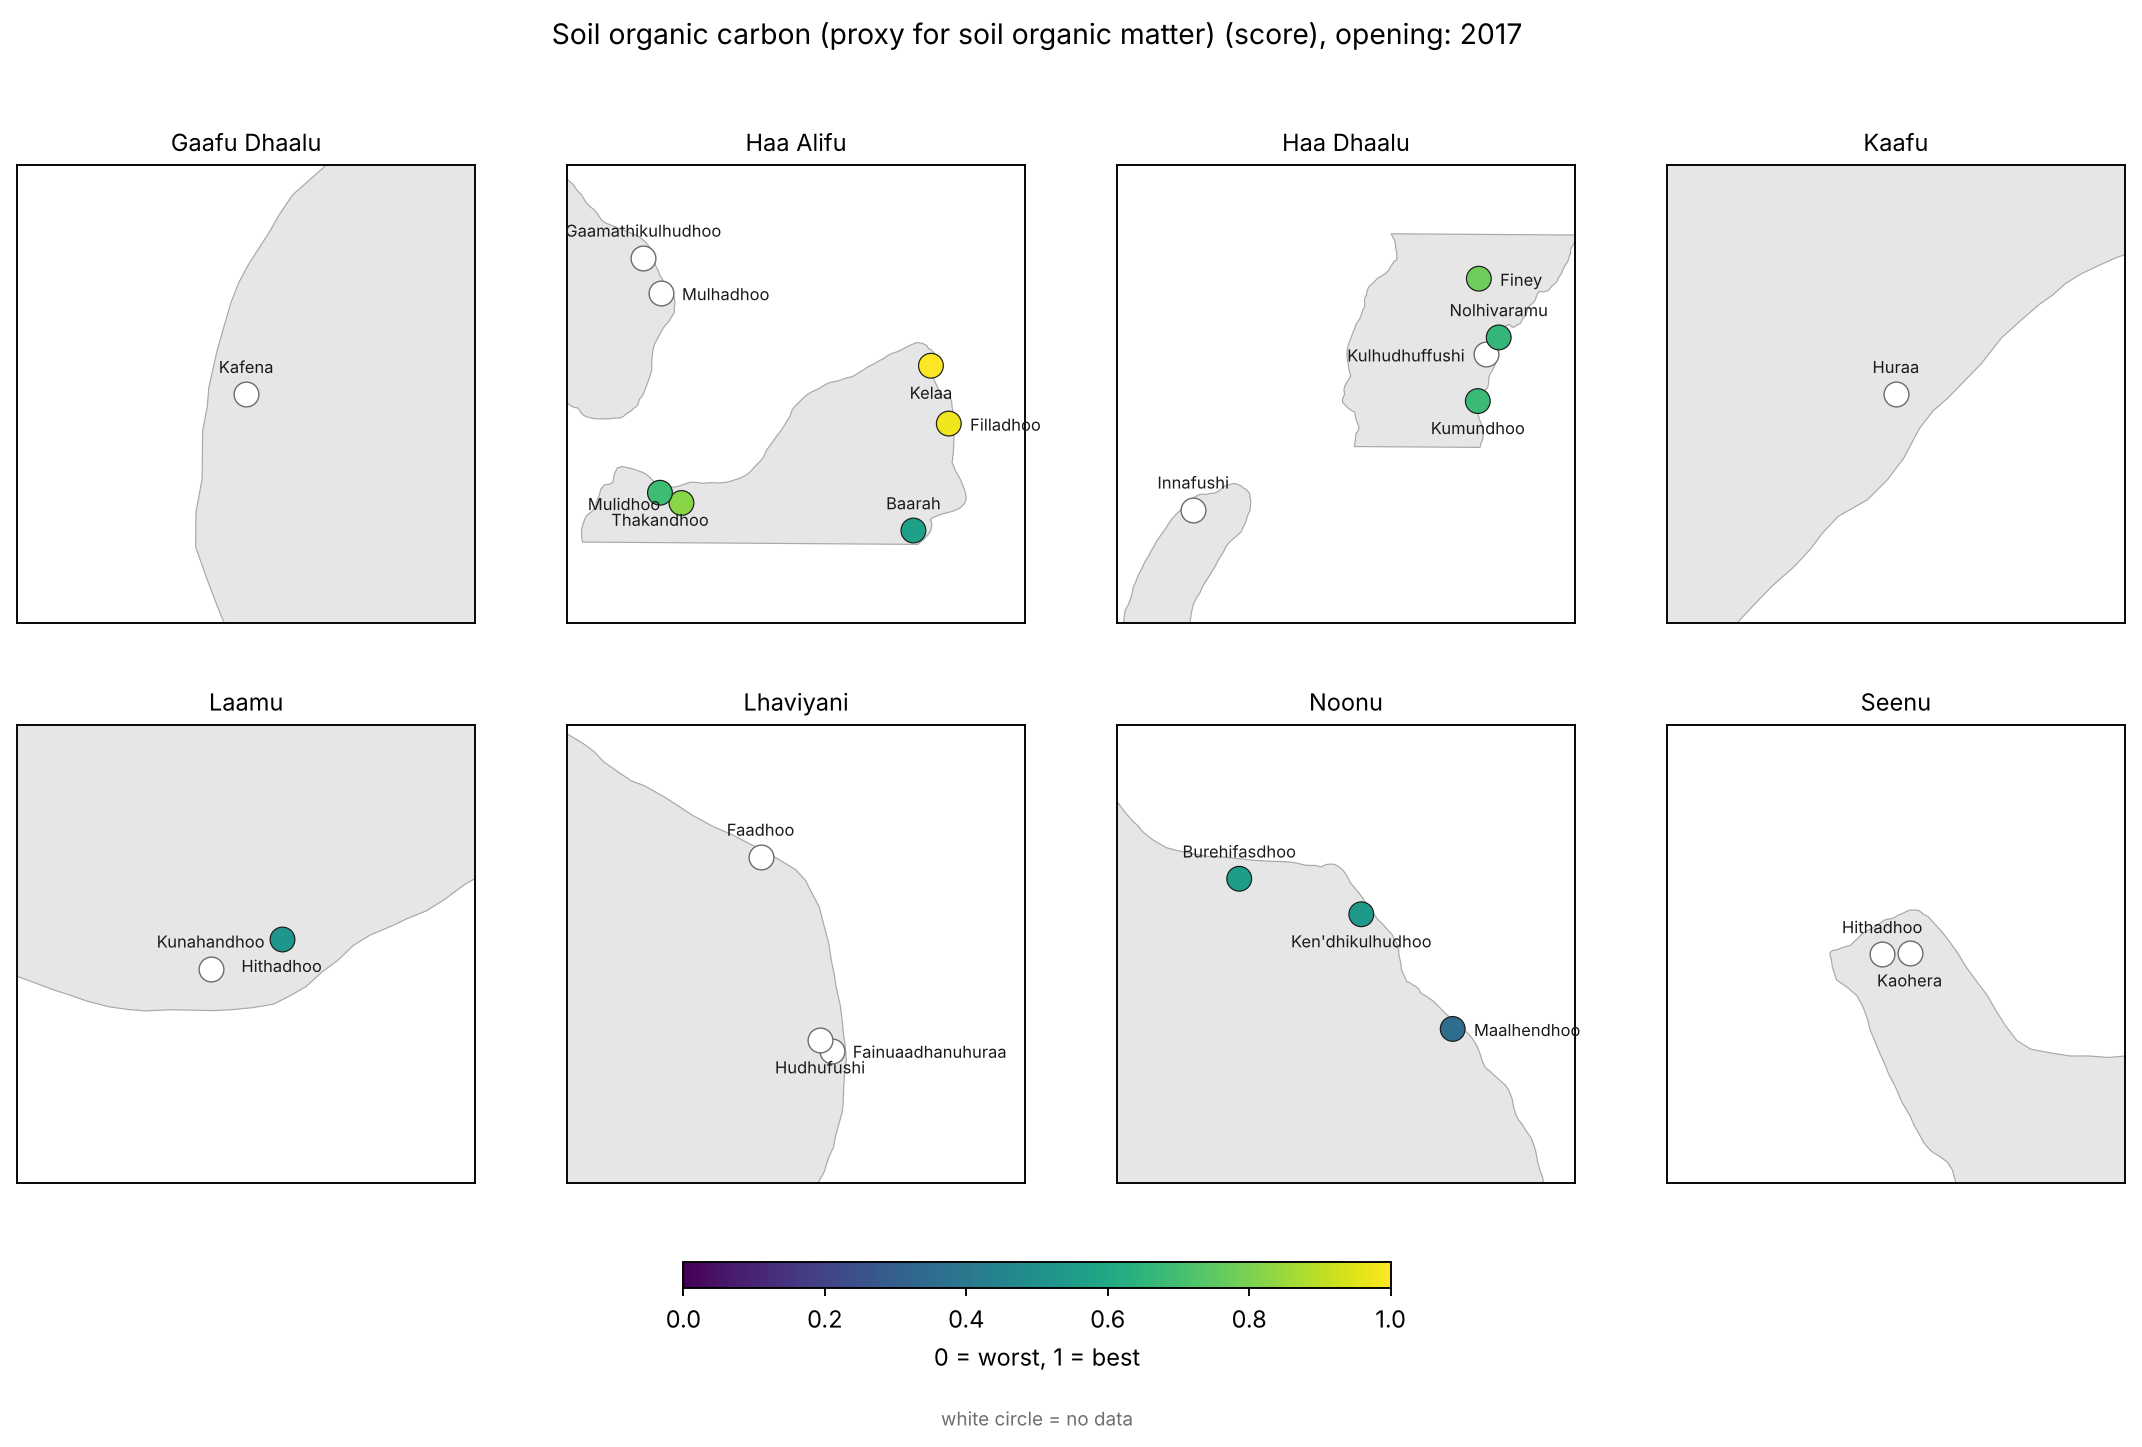 Soil organic carbon (proxy for soil organic matter) (score), opening: 2017
Gaafu Dhaalu
Kafena
Haa Alifu
Gaamathikulhudhoo
Mulhadhoo
Kelaa
Filladhoo
Mulidhoo
Thakandhoo
Baarah
Haa Dhaalu
Finey
Nolhivaramu
Kulhudhuffushi
Kumundhoo
Innafushi
Kaafu
Huraa
Laamu
Kunahandhoo
Hithadhoo
Lhaviyani
Faadhoo
Fainuaadhanuhuraa
Hudhufushi
Noonu
Burehifasdhoo
Ken'dhikulhudhoo
Maalhendhoo
Seenu
Hithadhoo
Kaohera
0.0 0.2 0.4 0.6 0.8 1.0
0 = worst, 1 = best
white circle = no data